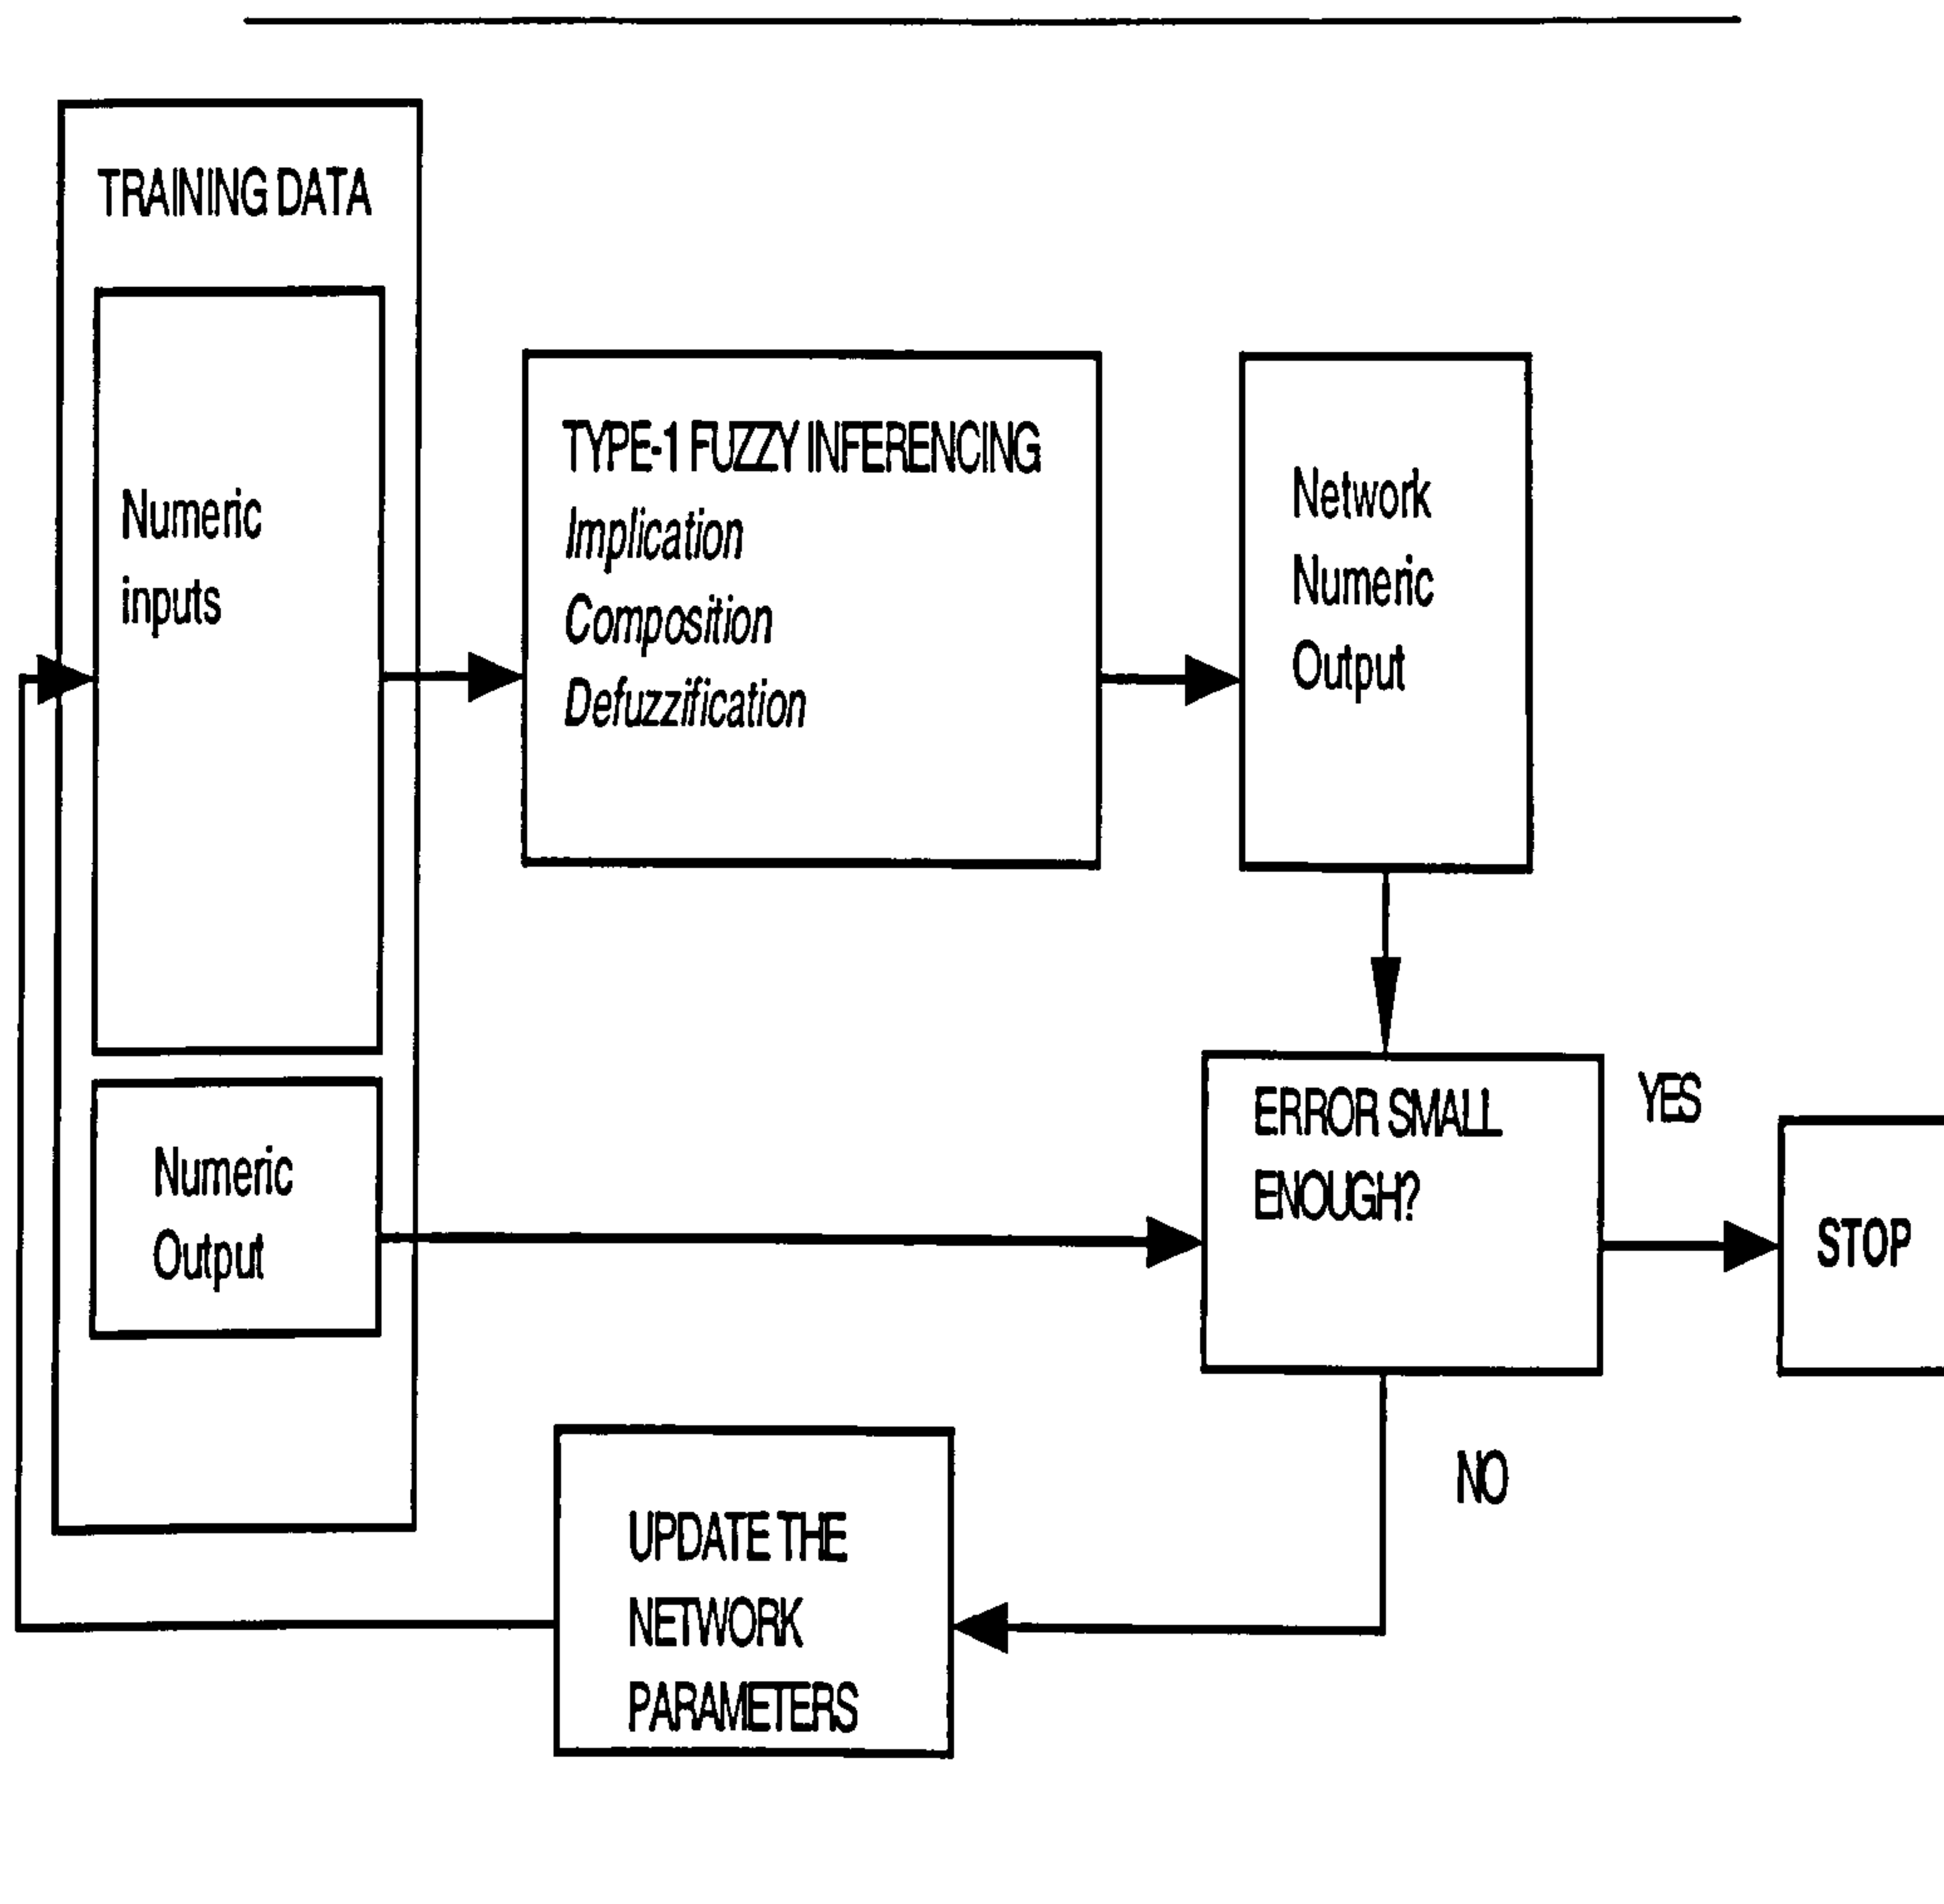 TRAINING DATA
Numeric
inputs
TYPE-1 FUZZY INFERENCING
Implication
Composition
Defuzzification
Network
Numeric
Output
Numeric
Output
ERROR SMALL
ENOUGH?
YES
STOP
NO
UPDATE THE
NETWORK
PARAMETERS